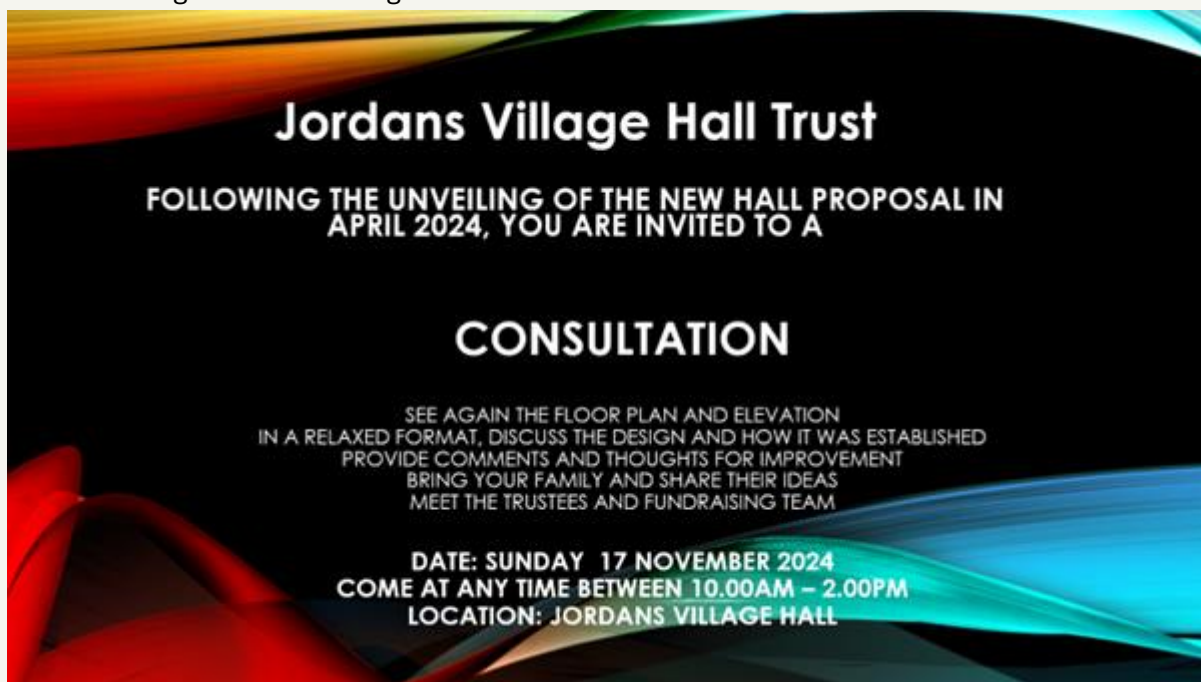 Jordans Village Hall Trust
FOLLOWING THE UNVEILING OF THE NEW HALL PROPOSAL IN
APRIL 2024, YOU ARE INVITED TO A
CONSULTATION
SEE AGAIN THE FLOOR PLAN AND ELEVATION
IN A RELAXED FORMAT, DISCUSS THE DESIGN AND HOW IT WAS ESTABLISHED
PROVIDE COMMENTS AND THOUGHTS FOR IMPROVEMENT
BRING YOUR FAMILY AND SHARE THEIR IDEAS
MEET THE TRUSTEES AND FUNDRAISING TEAM
DATE: SUNDAY 17 NOVEMBER 2024
COME AT ANY TIME BETWEEN 10.00AM – 2.00PM
LOCATION: JORDANS VILLAGE HALL